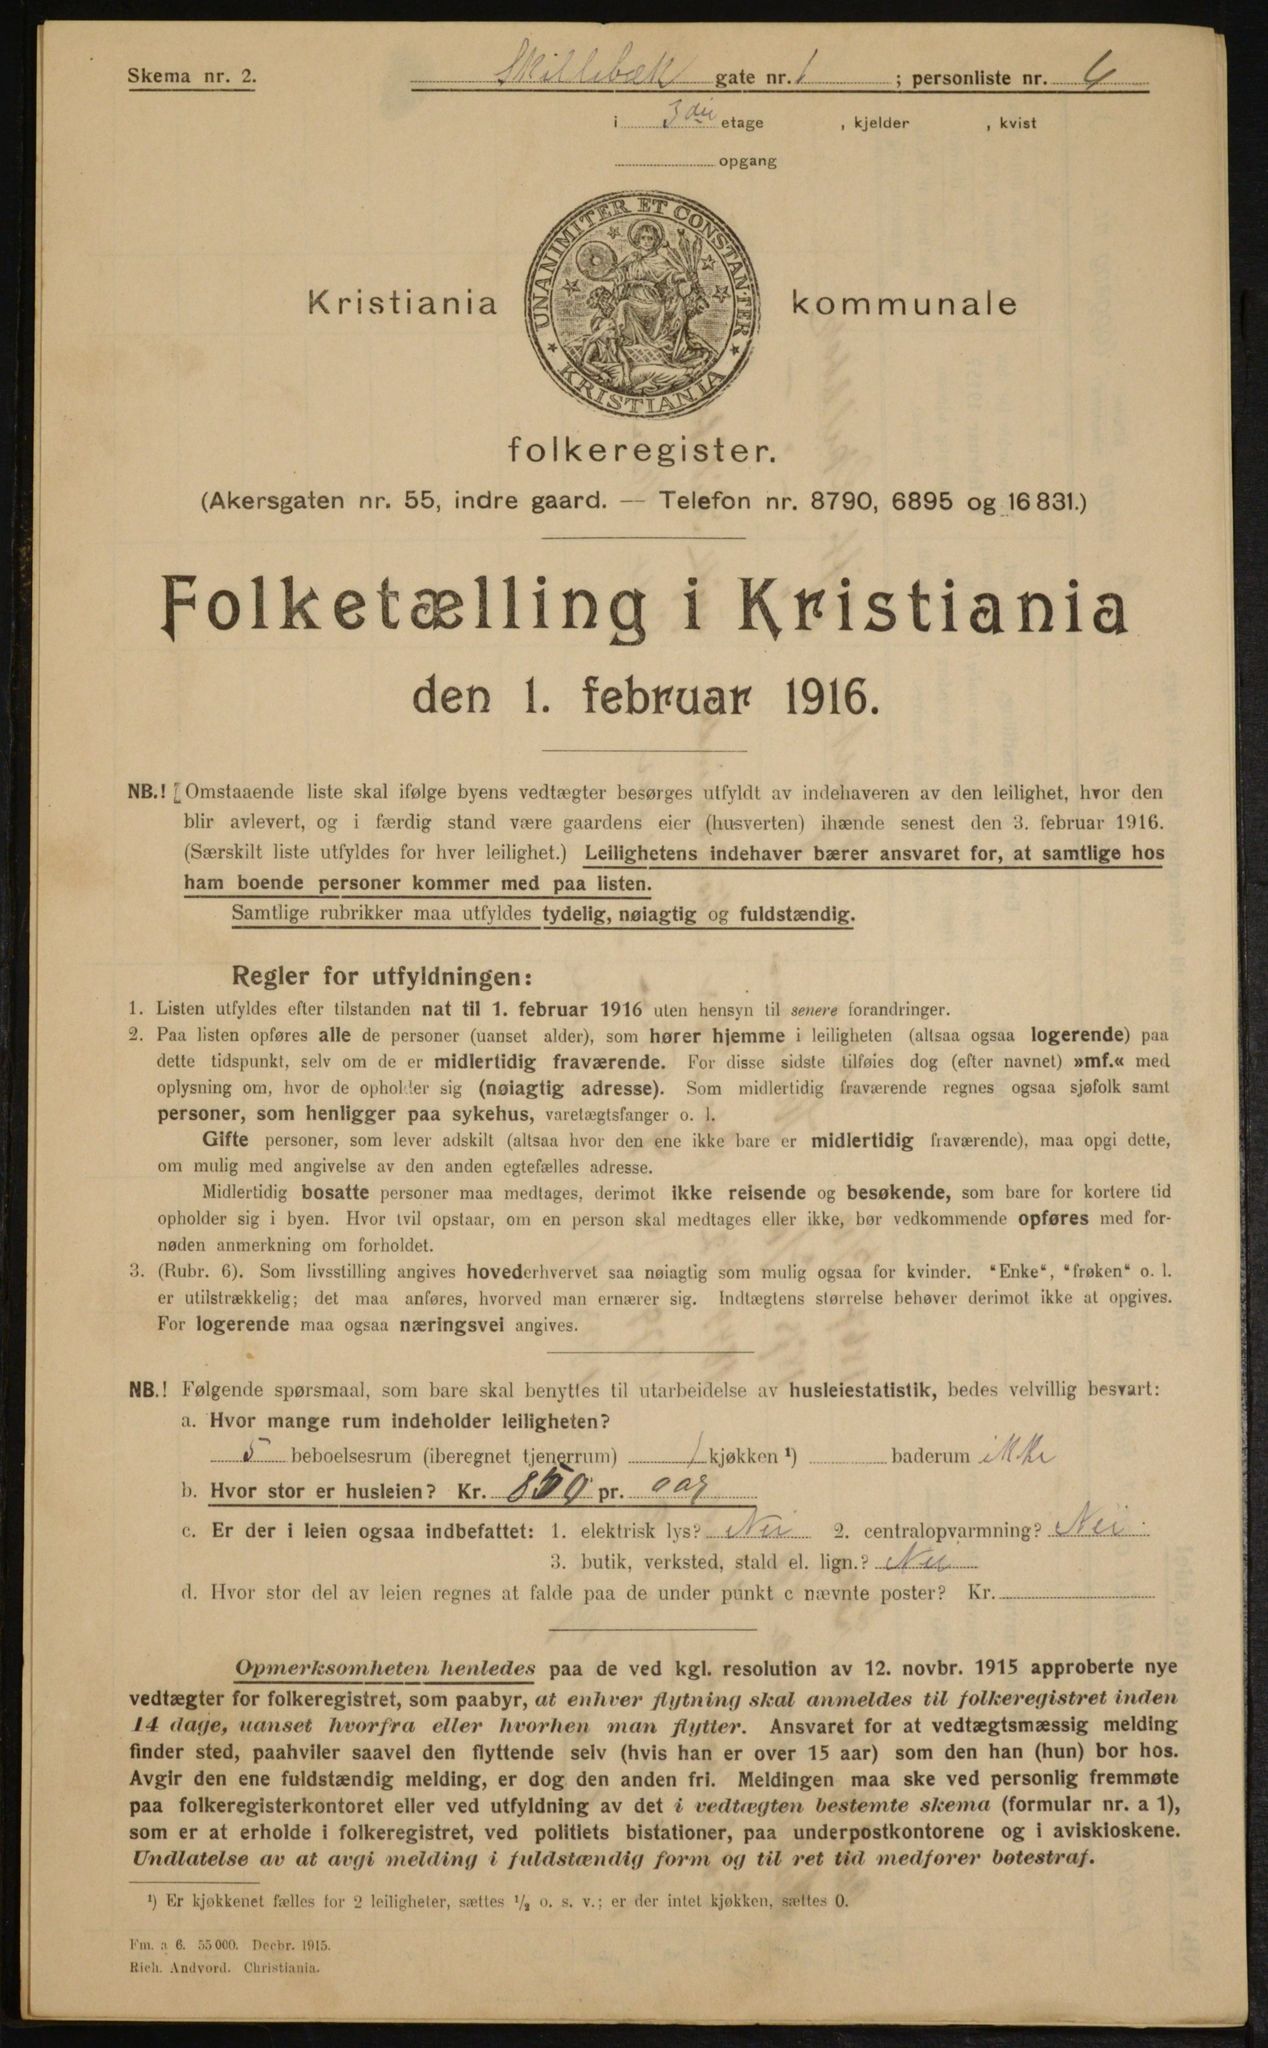 Skema nr. 2.
Skillebæk gate nr. 1 ; personliste nr. 6
i 3die etage , kjelder , kvist
opgang
UNANIMITER ET CONSTANTER
KRISTIANIA
Kristiania kommunale
folkeregister.
(Akersgaten nr. 55, indre gaard. — Telefon nr. 8790, 6895 og 16 831.)
Folketælling i Kristiania
den 1. februar 1916.
NB.! Omstaaende liste skal ifølge byens vedtægter besørges utfyldt av indehaveren av den leilighet, hvor den
blir avlevert, og i færdig stand være gaardens eier (husverten) ihænde senest den 3. februar 1916.
(Særskilt liste utfyldes for hver leilighet.) Leilighetens indehaver bærer ansvaret for, at samtlige hos
ham boende personer kommer med paa listen.
Samtlige rubrikker maa utfyldes tydelig, nøiagtig og fuldstændig.
Regler for utfyldningen:
1. Listen utfyldes efter tilstanden nat til 1. februar 1916 uten hensyn til senere forandringer.
2. Paa listen opføres alle de personer (uanset alder), som hører hjemme i leiligheten (altsaa ogsaa logerende) paa
dette tidspunkt, selv om de er midlertidig fraværende. For disse sidste tilføies dog (efter navnet) »mf.« med
oplysning om, hvor de opholder sig (nøiagtig adresse). Som midlertidig fraværende regnes ogsaa sjøfolk samt
personer, som henligger paa sykehus, varetægtsfanger o. l.
Gifte personer, som lever adskilt (altsaa hvor den ene ikke bare er midlertidig fraværende), maa opgi dette,
om mulig med angivelse av den anden egtefælles adresse.
Midlertidig bosatte personer maa medtages, derimot ikke reisende og besøkende, som bare for kortere tid
opholder sig i byen. Hvor tvil opstaar, om en person skal medtages eller ikke, bør vedkommende opføres med for-
nøden anmerkning om forholdet.
3. (Rubr. 6). Som livsstilling angives hovederhvervet saa nøiagtig som mulig ogsaa for kvinder. “Enke“, “frøken“ o. l.
er utilstrækkelig; det maa anføres, hvorved man ernærer sig. Indtægtens størrelse behøver derimot ikke at opgives.
For logerende maa ogsaa næringsvei angives.
NB.! Følgende spørsmaal, som bare skal benyttes til utarbeidelse av husleiestatistik, bedes velvillig besvart:
a. Hvor mange rum indeholder leiligheten?
5 beboelsesrum (iberegnet tjenerrum) 1 kjøkken ¹) baderum ikke
b. Hvor stor er husleien? Kr. 850 pr. aar
c. Er der i leien ogsaa indbefattet: 1. elektrisk lys? Nei 2. centralopvarmning? Nei
3. butik, verksted, stald el. lign.? Nei
d. Hvor stor del av leien regnes at falde paa de under punkt c nævnte poster? Kr.
Opmerksomheten henledes paa de ved kgl. resolution av 12. novbr. 1915 approberte nye
vedtægter for folkeregistret, som paabyr, at enhver flytning skal anmeldes til folkeregistret inden
14 dage, uanset hvorfra eller hvorhen man flytter. Ansvaret for at vedtægtsmæssig melding
finder sted, paahviler saavel den flyttende selv (hvis han er over 15 aar) som den han (hun) bor hos.
Avgir den ene fuldstændig melding, er dog den anden fri. Meldingen maa ske ved personlig fremmøte
paa folkeregisterkontoret eller ved utfyldning av det i vedtægten bestemte skema (formular nr. a 1),
som er at erholde i folkeregistret, ved politiets bistationer, paa underpostkontorene og i aviskioskene.
Undlatelse av at avgi melding i fuldstændig form og til ret tid medfører bøtestraf.
¹) Er kjøkkenet fælles for 2 leiligheter, sættes ½ o. s. v.; er der intet kjøkken, sættes 0.
Fm. a 6. 55 000. Decbr. 1915.
Rich. Andvord. Christiania.